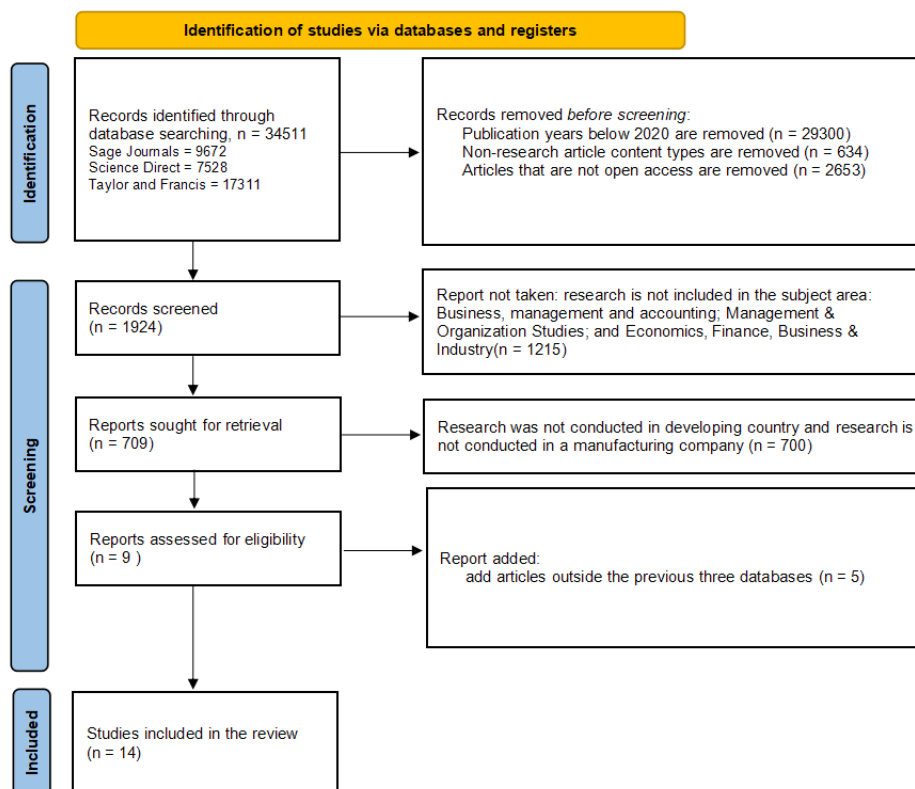 Identification of studies via databases and registers
Identification
Records identified through
database searching, n = 34511
Sage Journals = 9672
Science Direct = 7528
Taylor and Francis = 17311
Records removed before screening:
Publication years below 2020 are removed (n = 29300)
Non-research article content types are removed (n = 634)
Articles that are not open access are removed (n = 2653)
Screening
Records screened
(n = 1924)
Report not taken: research is not included in the subject area:
Business, management and accounting; Management &
Organization Studies; and Economics, Finance, Business &
Industry(n = 1215)
Reports sought for retrieval
(n = 709)
Research was not conducted in developing country and research is
not conducted in a manufacturing company (n = 700)
Reports assessed for eligibility
(n = 9 )
Report added:
add articles outside the previous three databases (n = 5)
Included
Studies included in the review
(n = 14)